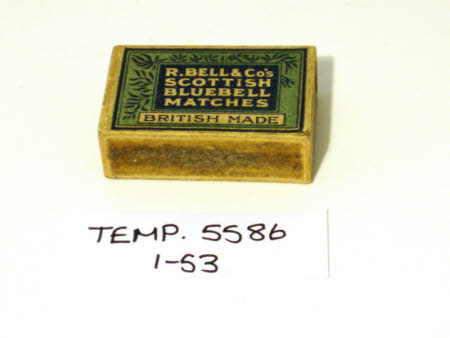 R. BELL & Co's
SCOTTISH
BLUEBELL
MATCHES
BRITISH MADE
TEMP. 5586
1-53